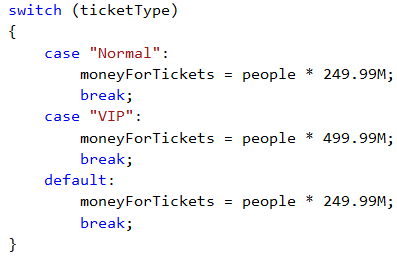 switch (ticketType)
{
    case "Normal":
        moneyForTickets = people * 249.99M;
        break;
    case "VIP":
        moneyForTickets = people * 499.99M;
        break;
    default:
        moneyForTickets = people * 249.99M;
        break;
}